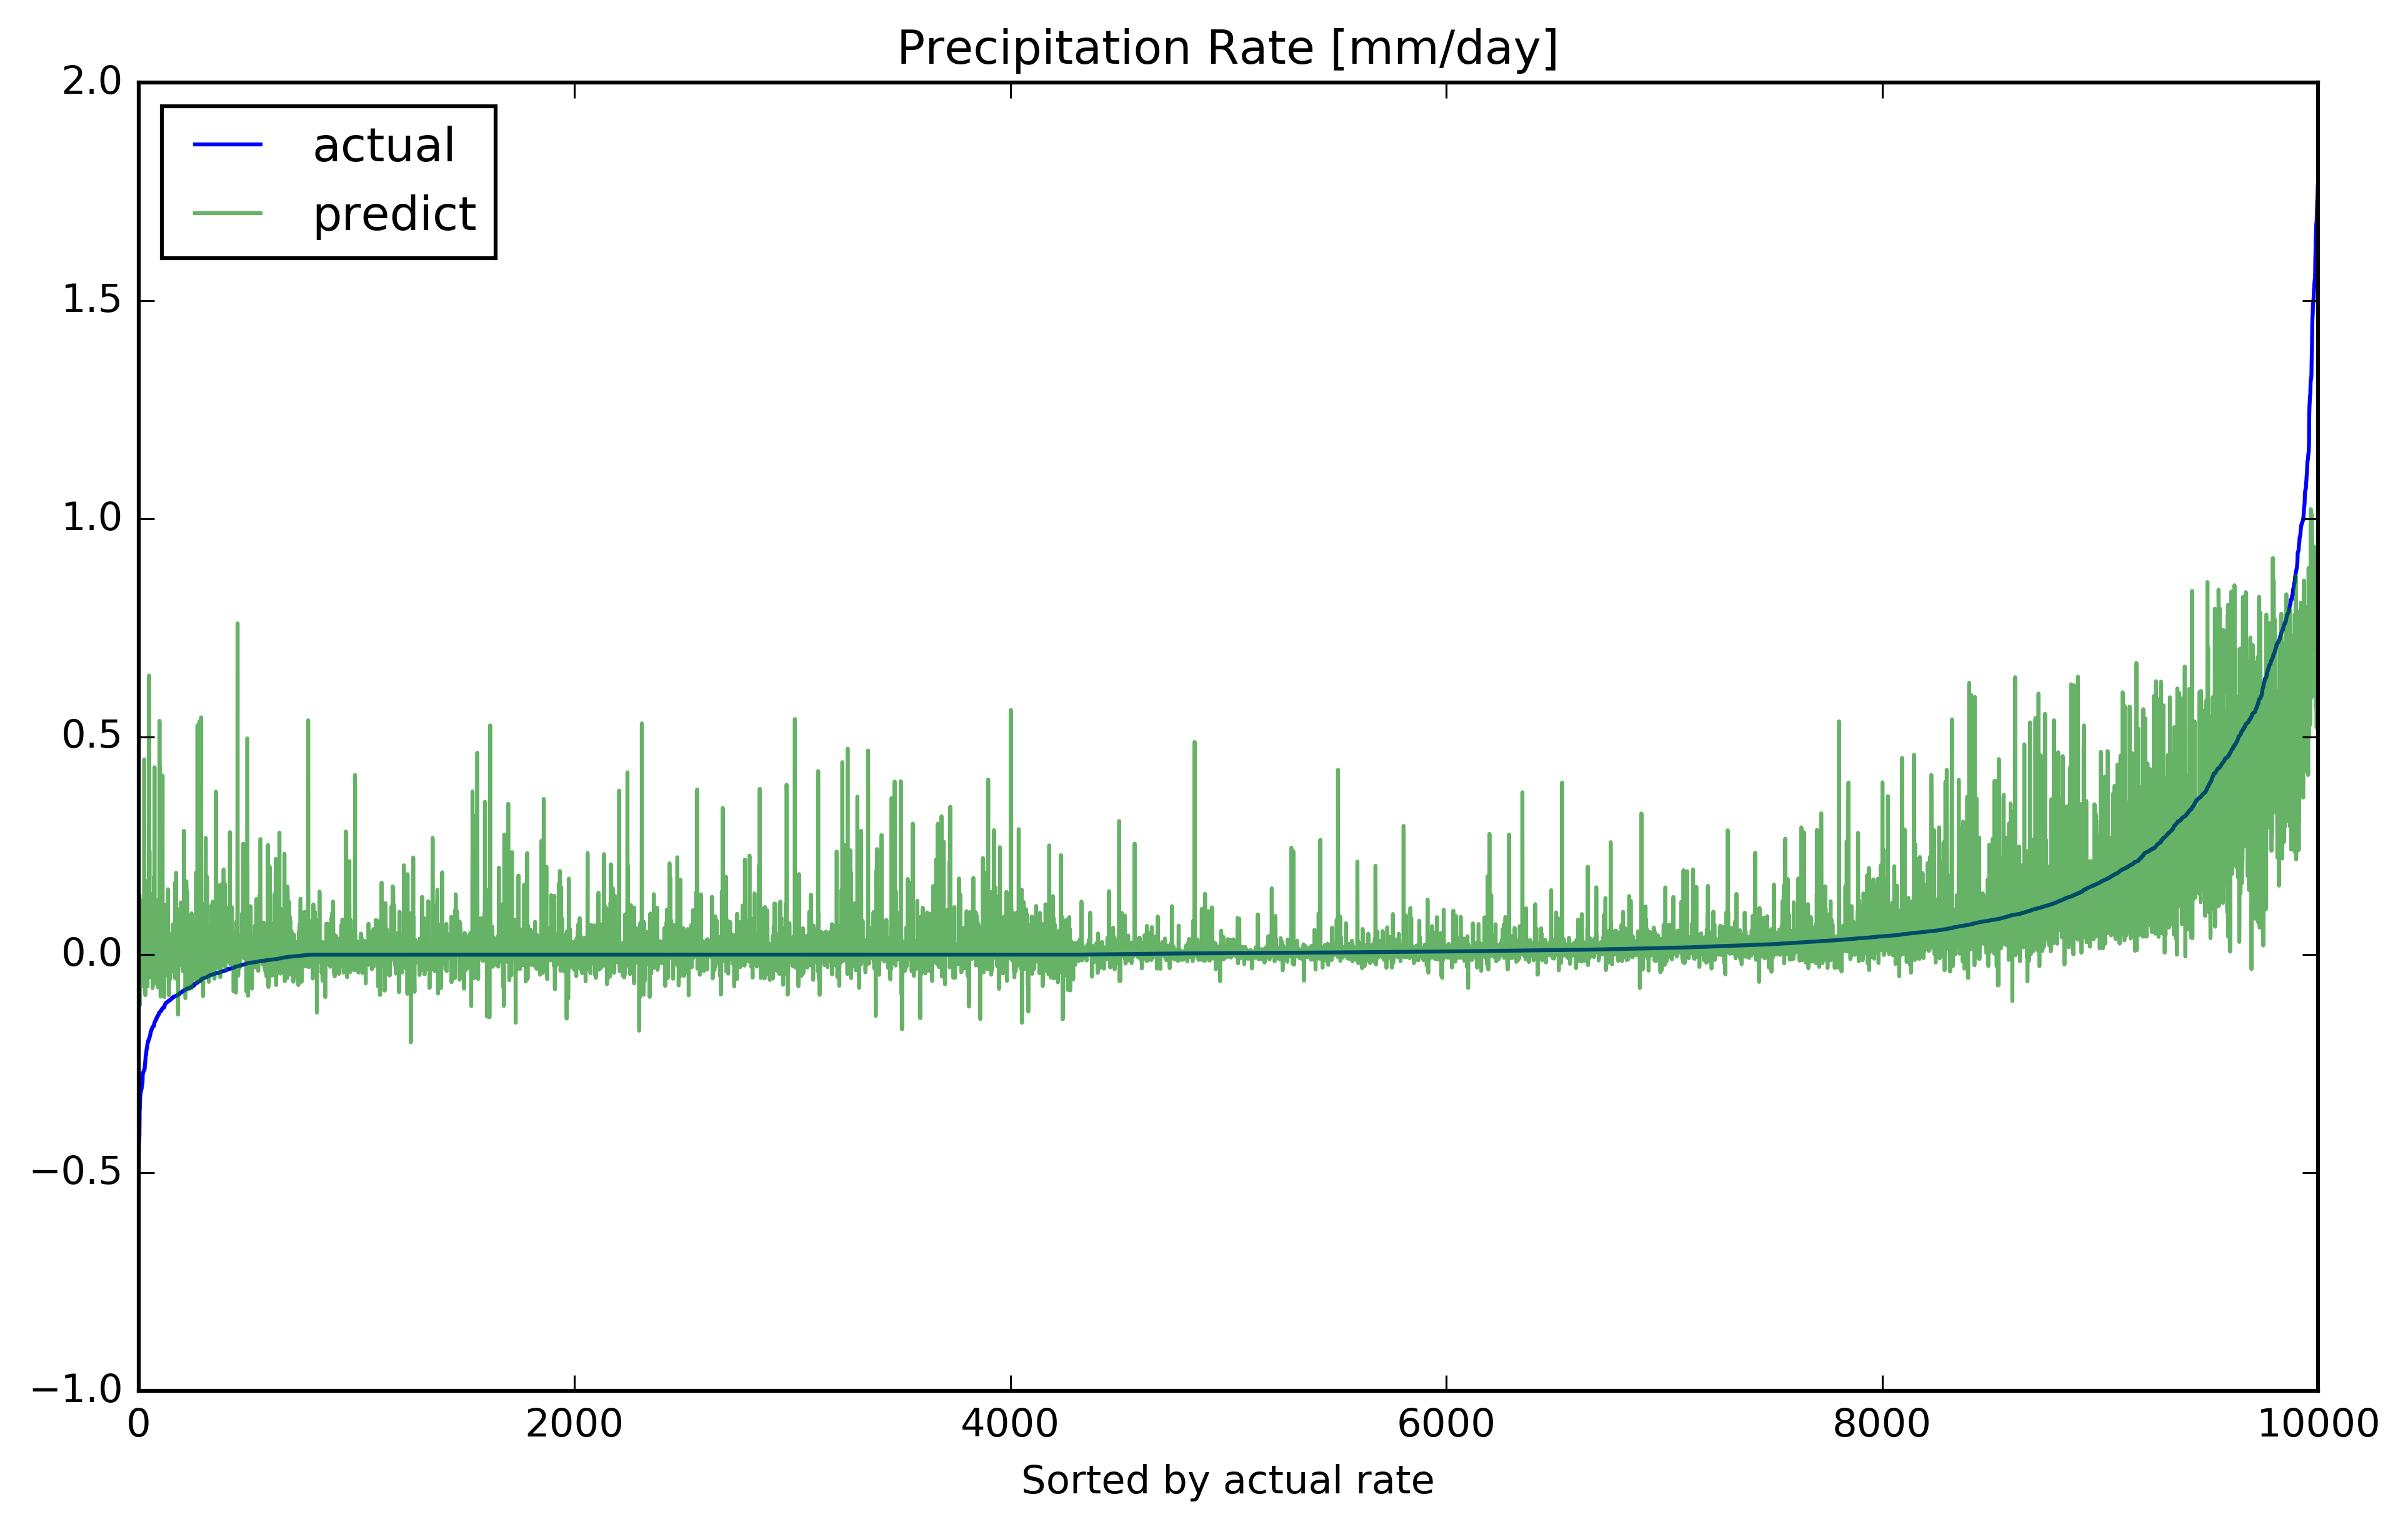 Precipitation Rate [mm/day]
2.0
actual
predict
1.5
1.0
0.5
0.0
−0.5
−1.0
0 2000 4000 6000 8000 10000
Sorted by actual rate